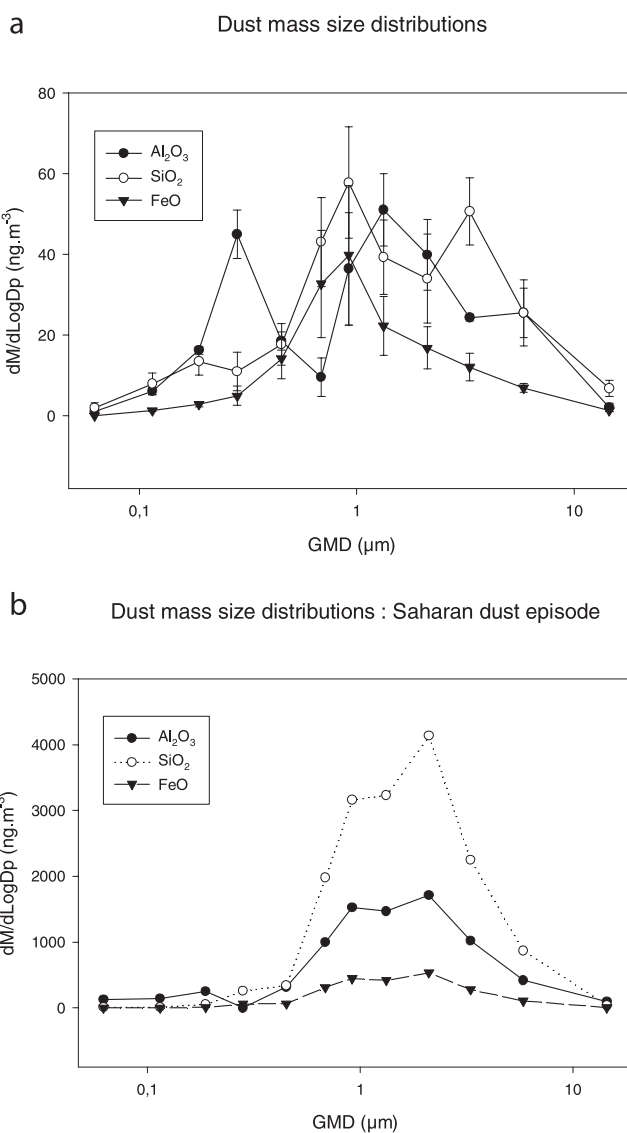 a
Dust mass size distributions
80
60
40
20
0
dM/dLogDp (ng.m⁻³)
Al₂O₃
SiO₂
FeO
0,1
1
10
GMD (µm)
b
Dust mass size distributions : Saharan dust episode
5000
4000
3000
2000
1000
0
dM/dLogDp (ng.m⁻³)
Al₂O₃
SiO₂
FeO
0,1
1
10
GMD (µm)